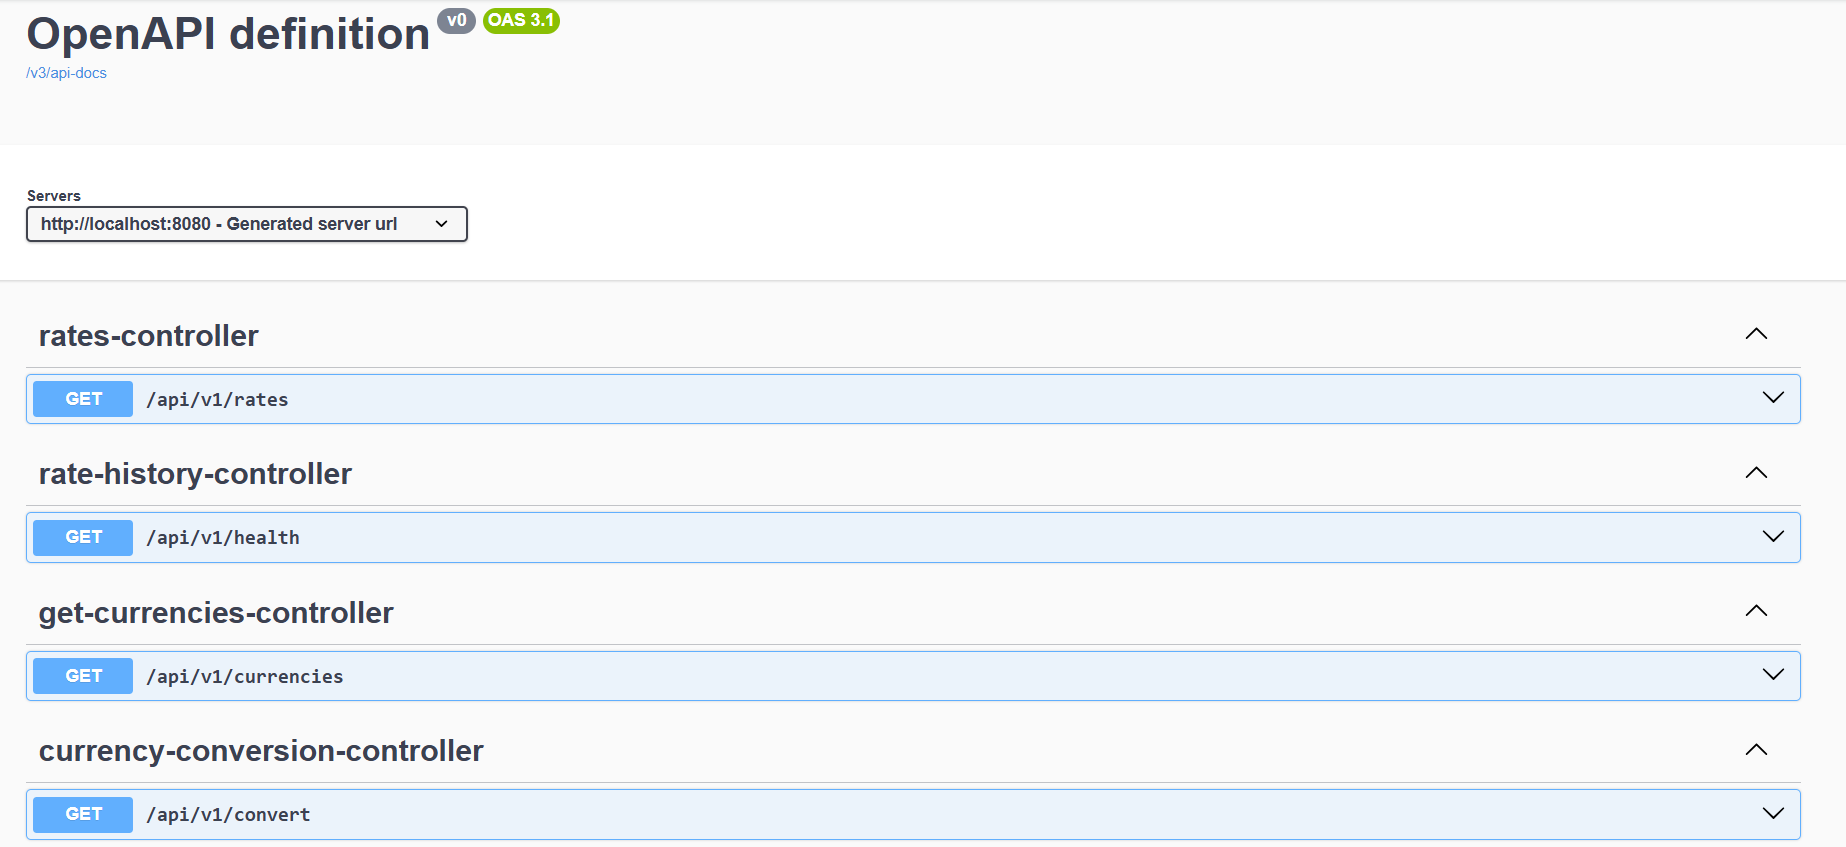 OpenAPI definition v0 OAS 3.1
/v3/api-docs
Servers
http://localhost:8080 - Generated server url
rates-controller
GET /api/v1/rates
rate-history-controller
GET /api/v1/health
get-currencies-controller
GET /api/v1/currencies
currency-conversion-controller
GET /api/v1/convert